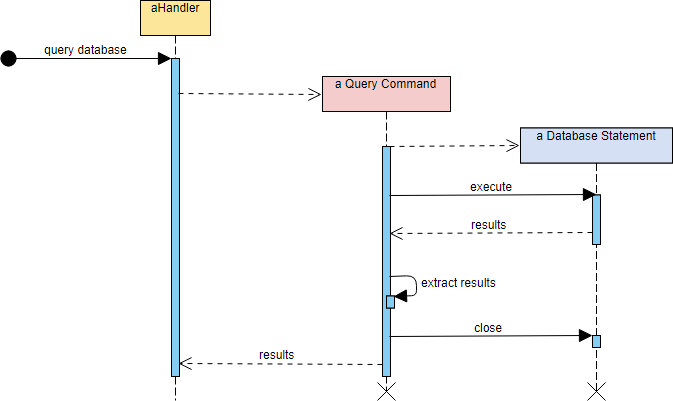 aHandler
query database
a Query Command
a Database Statement
execute
results
extract results
close
results